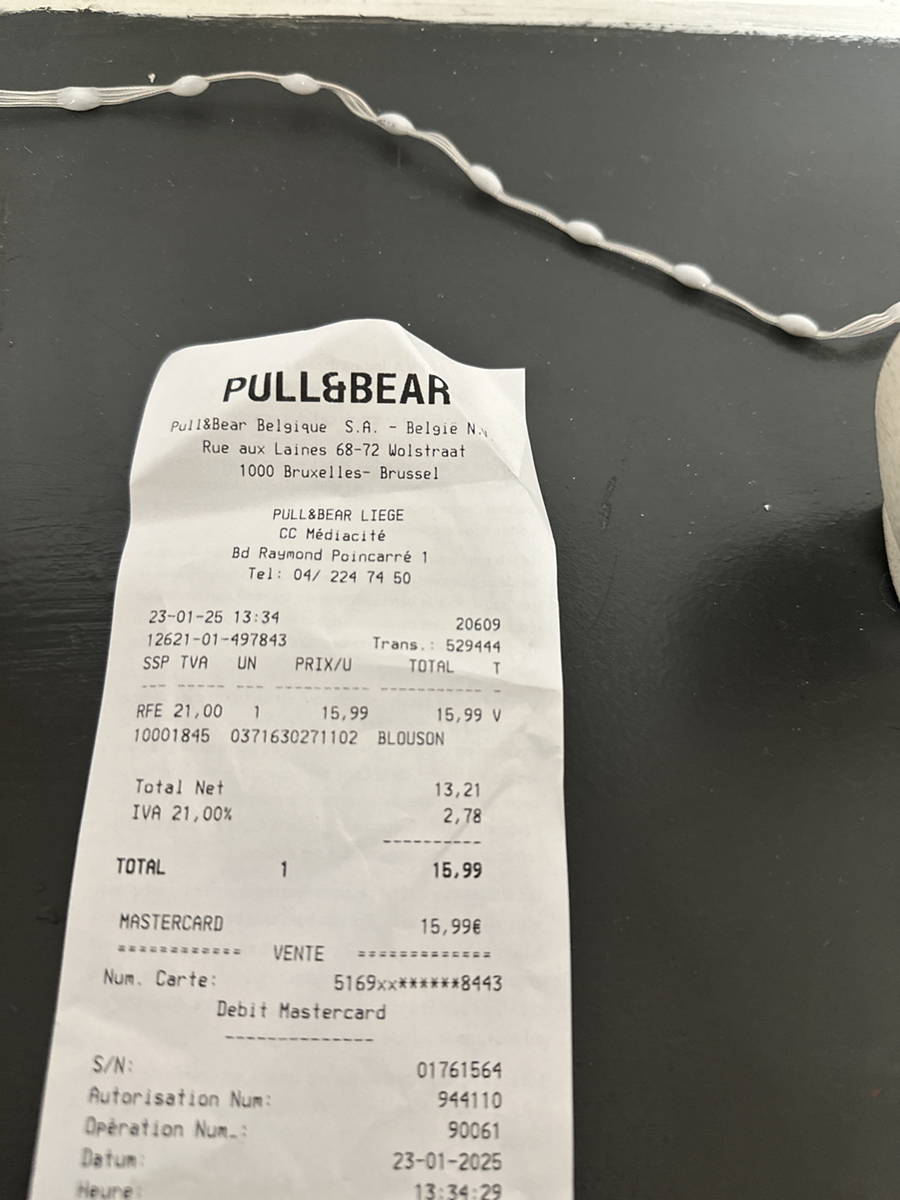 PULL&BEAR
Pull&Bear Belgique S.A. - België N.V
Rue aux Laines 68-72 Wolstraat
1000 Bruxelles- Brussel
PULL&BEAR LIEGE
CC Médiacité
Bd Raymond Poincarré 1
Tel: 04/ 224 74 50
23-01-25 13:34 20609
12621-01-497843 Trans.: 529444
SSP TVA UN PRIX/U TOTAL T
--- ----- --- ---------- ----------- -
RFE 21,00 1 15,99 15,99 V
10001845 0371630271102 BLOUSON
Total Net 13,21
IVA 21,00% 2,78
----------
TOTAL 1 15,99
MASTERCARD 15,99€
============ VENTE =============
Num. Carte: 5169xx******8443
Debit Mastercard
--------------
S/N: 01761564
Autorisation Num: 944110
Opération Num.: 90061
Datum: 23-01-2025
Heure: 13:34:29